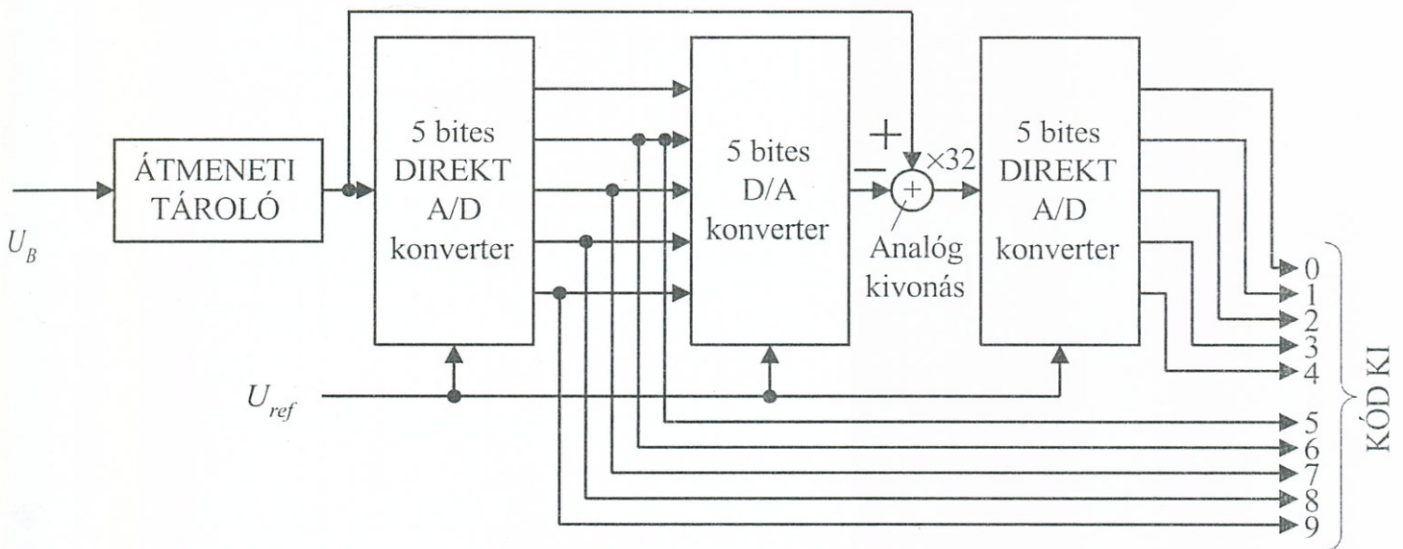 U_B
ÁTMENETI
TÁROLÓ
5 bites
DIREKT
A/D
konverter
5 bites
D/A
konverter
+
−
+
×32
Analóg
kivonás
5 bites
DIREKT
A/D
konverter
U_ref
0
1
2
3
4
5
6
7
8
9
KÓD KI